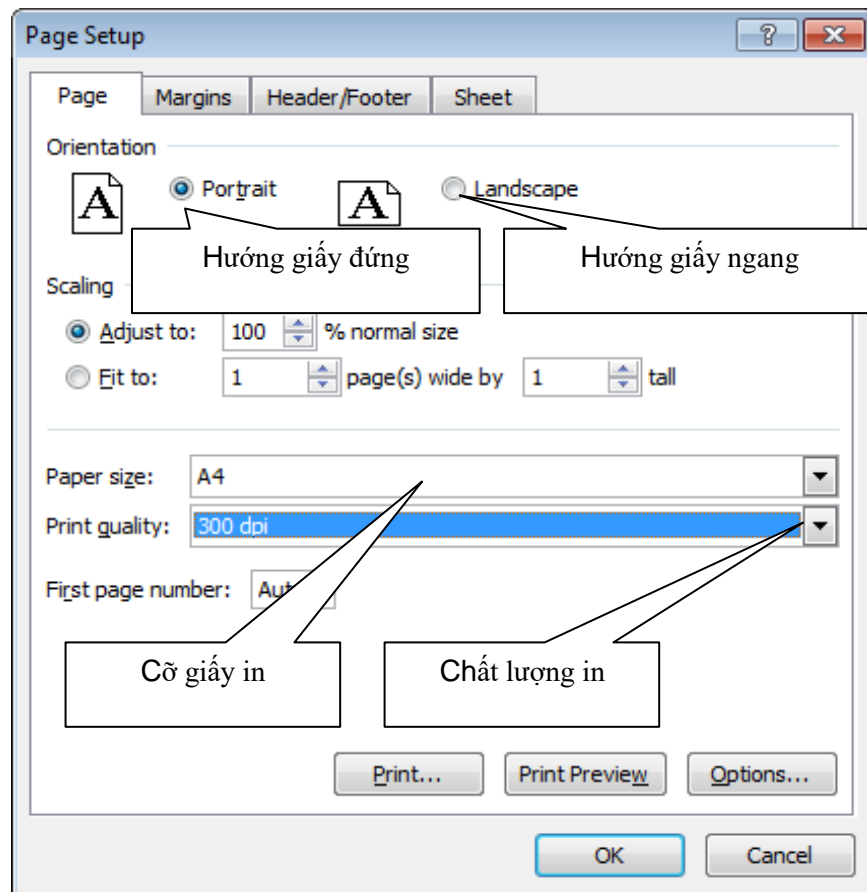 Page Setup
Page Margins Header/Footer Sheet
Orientation
A Portrait A Landscape
Hướng giấy đứng Hướng giấy ngang
Scaling
Adjust to: 100 % normal size
Fit to: 1 page(s) wide by 1 tall
Paper size: A4
Print quality: 300 dpi
First page number:
Cỡ giấy in Chất lượng in
Print... Print Preview Options...
OK Cancel